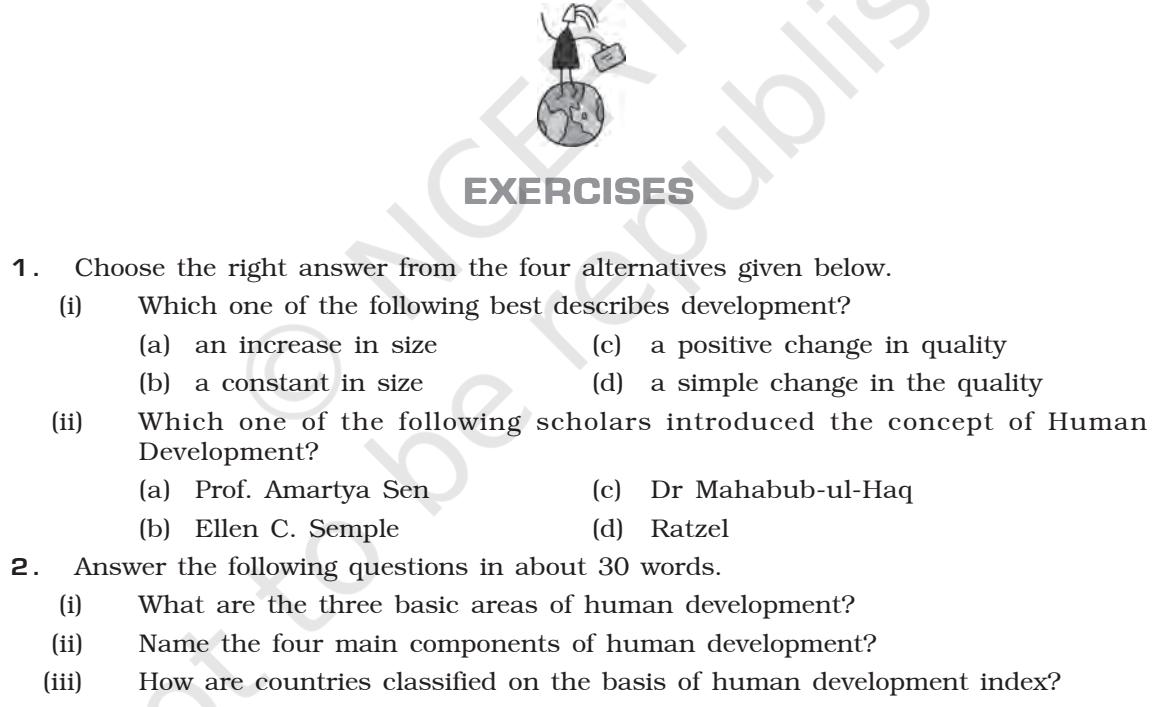 EXERCISES
1. Choose the right answer from the four alternatives given below.
(i) Which one of the following best describes development?
(a) an increase in size (c) a positive change in quality
(b) a constant in size (d) a simple change in the quality
(ii) Which one of the following scholars introduced the concept of Human
Development?
(a) Prof. Amartya Sen (c) Dr Mahabub-ul-Haq
(b) Ellen C. Semple (d) Ratzel
2. Answer the following questions in about 30 words.
(i) What are the three basic areas of human development?
(ii) Name the four main components of human development?
(iii) How are countries classified on the basis of human development index?
© NCERT
not to be republis